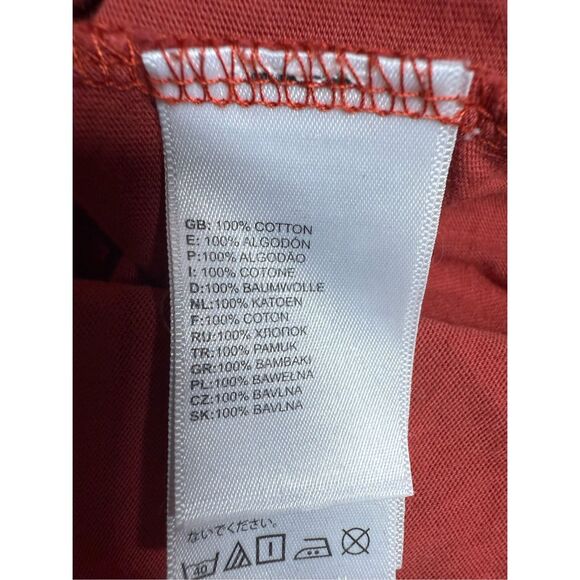 GB: 100% COTTON
E: 100% ALGODÓN
P:100% ALGODÃO
I: 100% COTONE
D:100% BAUMWOLLE
NL:100% KATOEN
F:100% COTON
RU:100% ХЛОПОК
TR:100% PAMUK
GR:100% BAMBAKI
PL:100% BAWEŁNA
CZ:100% BAVLNA
SK:100% BAVLNA
ないでください。
40